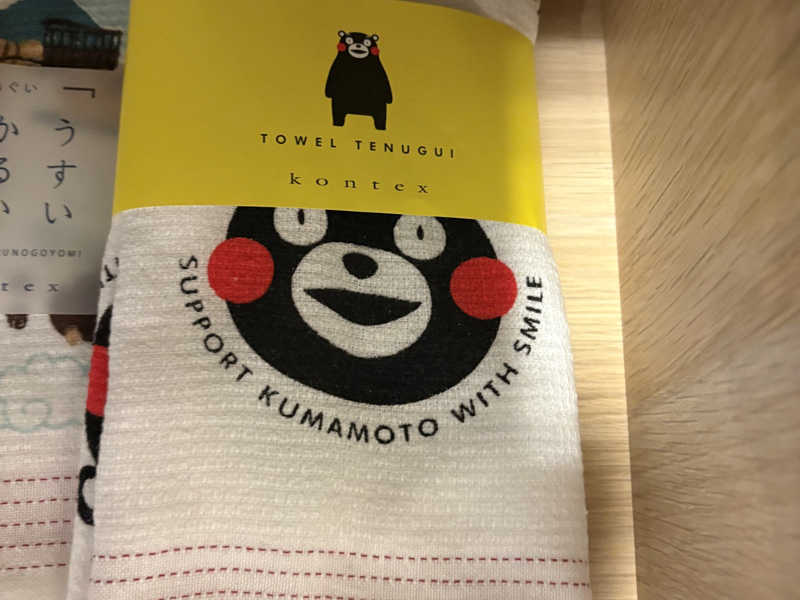 TOWEL TENUGUI
kontex
SUPPORT KUMAMOTO WITH SMILE
うすい